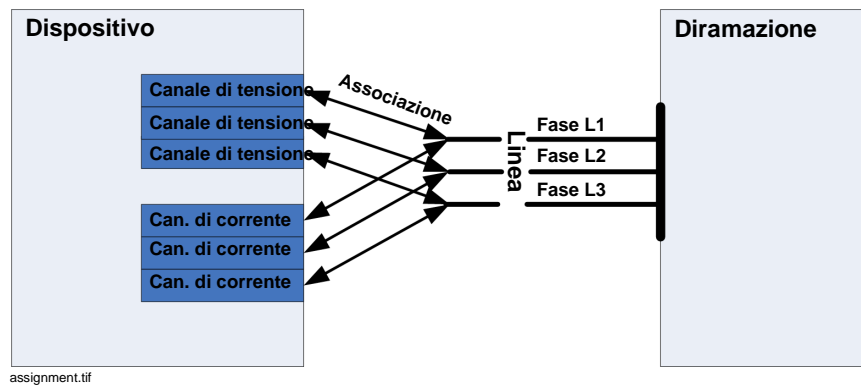 Dispositivo
Diramazione
Canale di tensione
Canale di tensione
Canale di tensione
Associazione
Linea
Fase L1
Fase L2
Fase L3
Can. di corrente
Can. di corrente
Can. di corrente
assignment.tif